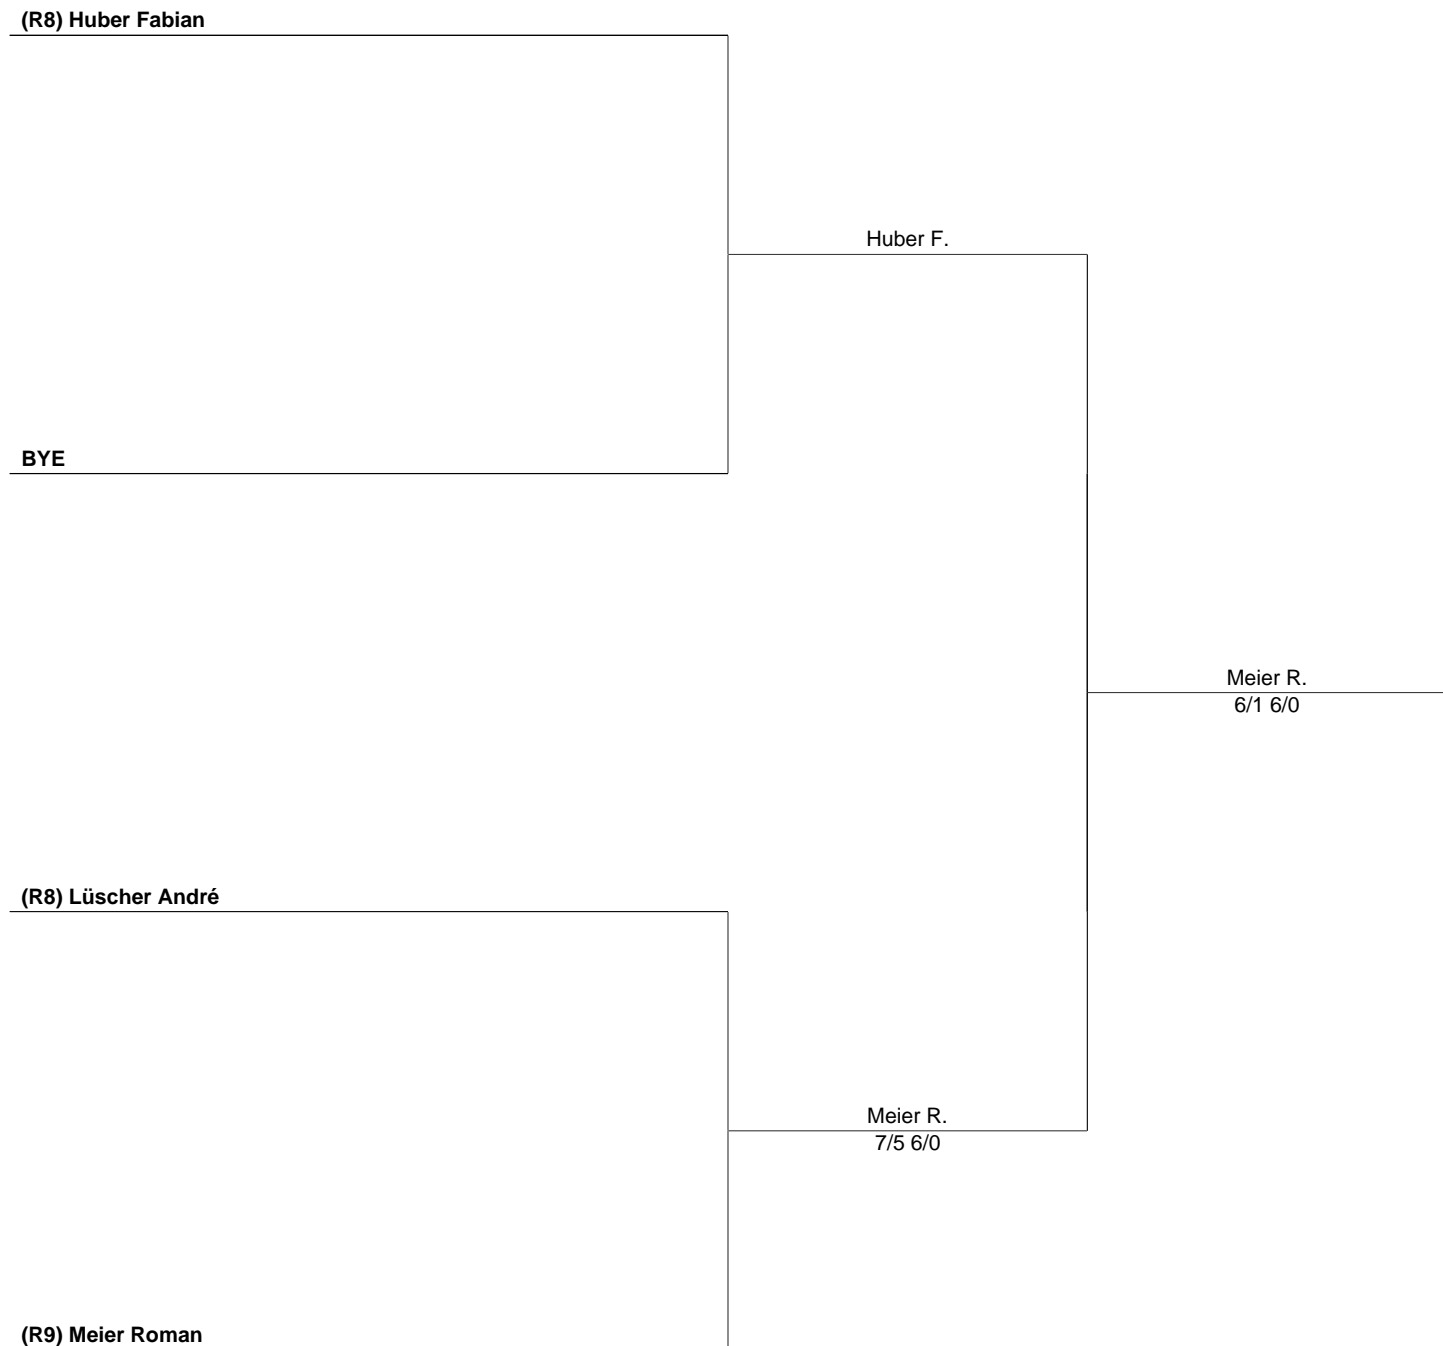 (R8) Huber Fabian
Huber F.
BYE
Meier R.
6/1 6/0
(R8) Lüscher André
Meier R.
7/5 6/0
(R9) Meier Roman